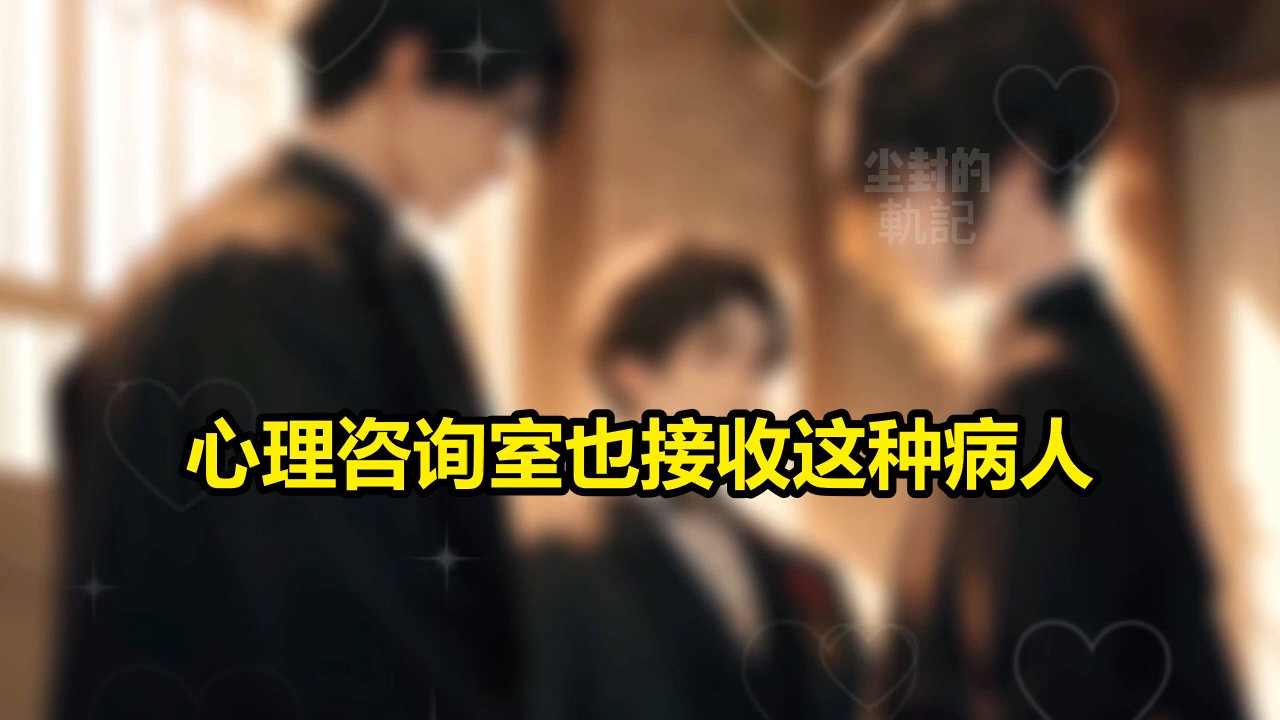 尘封的
軌記
心理咨询室也接收这种病人